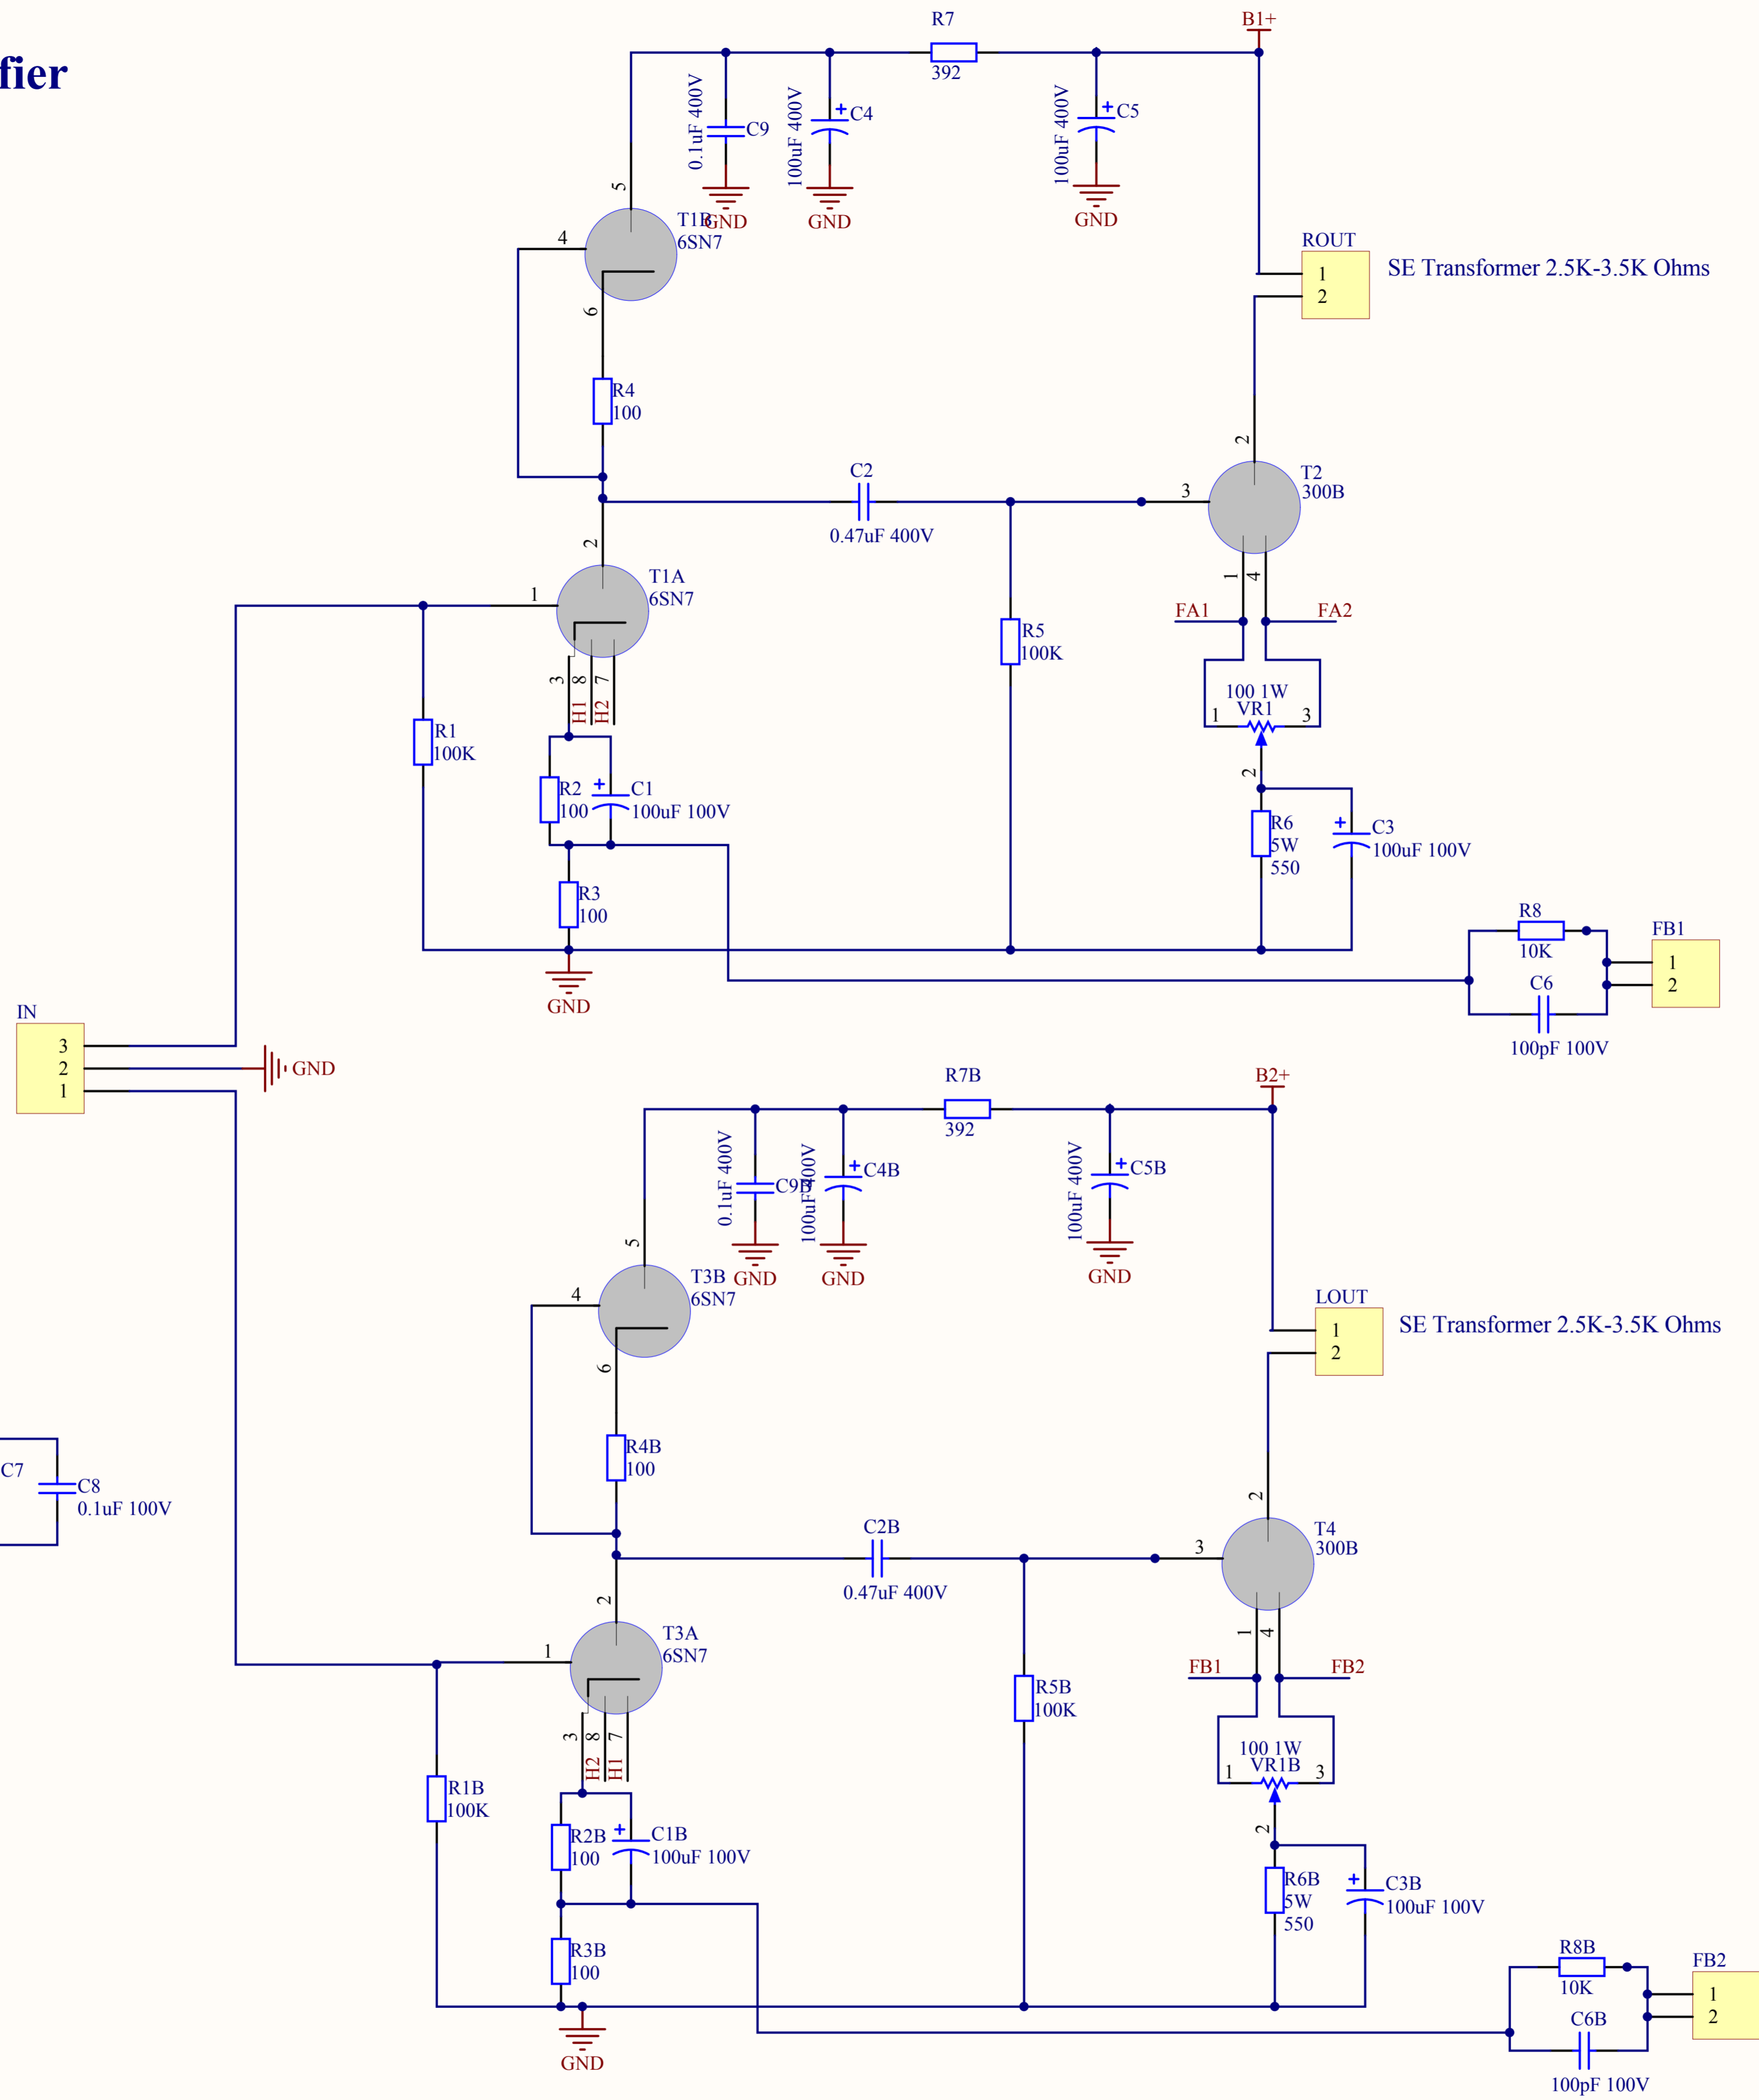 fier
R7
392
B1+
0.1uF 400V
C9
GND
100uF 400V
C4
GND
100uF 400V
C5
GND
5
T1B
6SN7
4
6
ROUT
1
2
SE Transformer 2.5K-3.5K Ohms
R4
100
2
C2
0.47uF 400V
3
T2
300B
2
T1A
6SN7
1
3
8
7
H1
H2
1
4
FA1
FA2
R5
100K
100 1W
VR1
1
3
2
R1
100K
R2
100
C1
100uF 100V
R6
5W
550
C3
100uF 100V
R3
100
GND
R8
10K
C6
100pF 100V
FB1
1
2
IN
3
2
1
GND
R7B
392
B2+
0.1uF 400V
C9B
GND
100uF 400V
C4B
GND
100uF 400V
C5B
GND
5
T3B
6SN7
4
6
LOUT
1
2
SE Transformer 2.5K-3.5K Ohms
R4B
100
C7
C8
0.1uF 100V
2
C2B
0.47uF 400V
3
T4
300B
2
T3A
6SN7
1
3
8
7
H2
H1
1
4
FB1
FB2
R5B
100K
100 1W
VR1B
1
3
2
R1B
100K
R2B
100
C1B
100uF 100V
R6B
5W
550
C3B
100uF 100V
R3B
100
GND
R8B
10K
C6B
100pF 100V
FB2
1
2